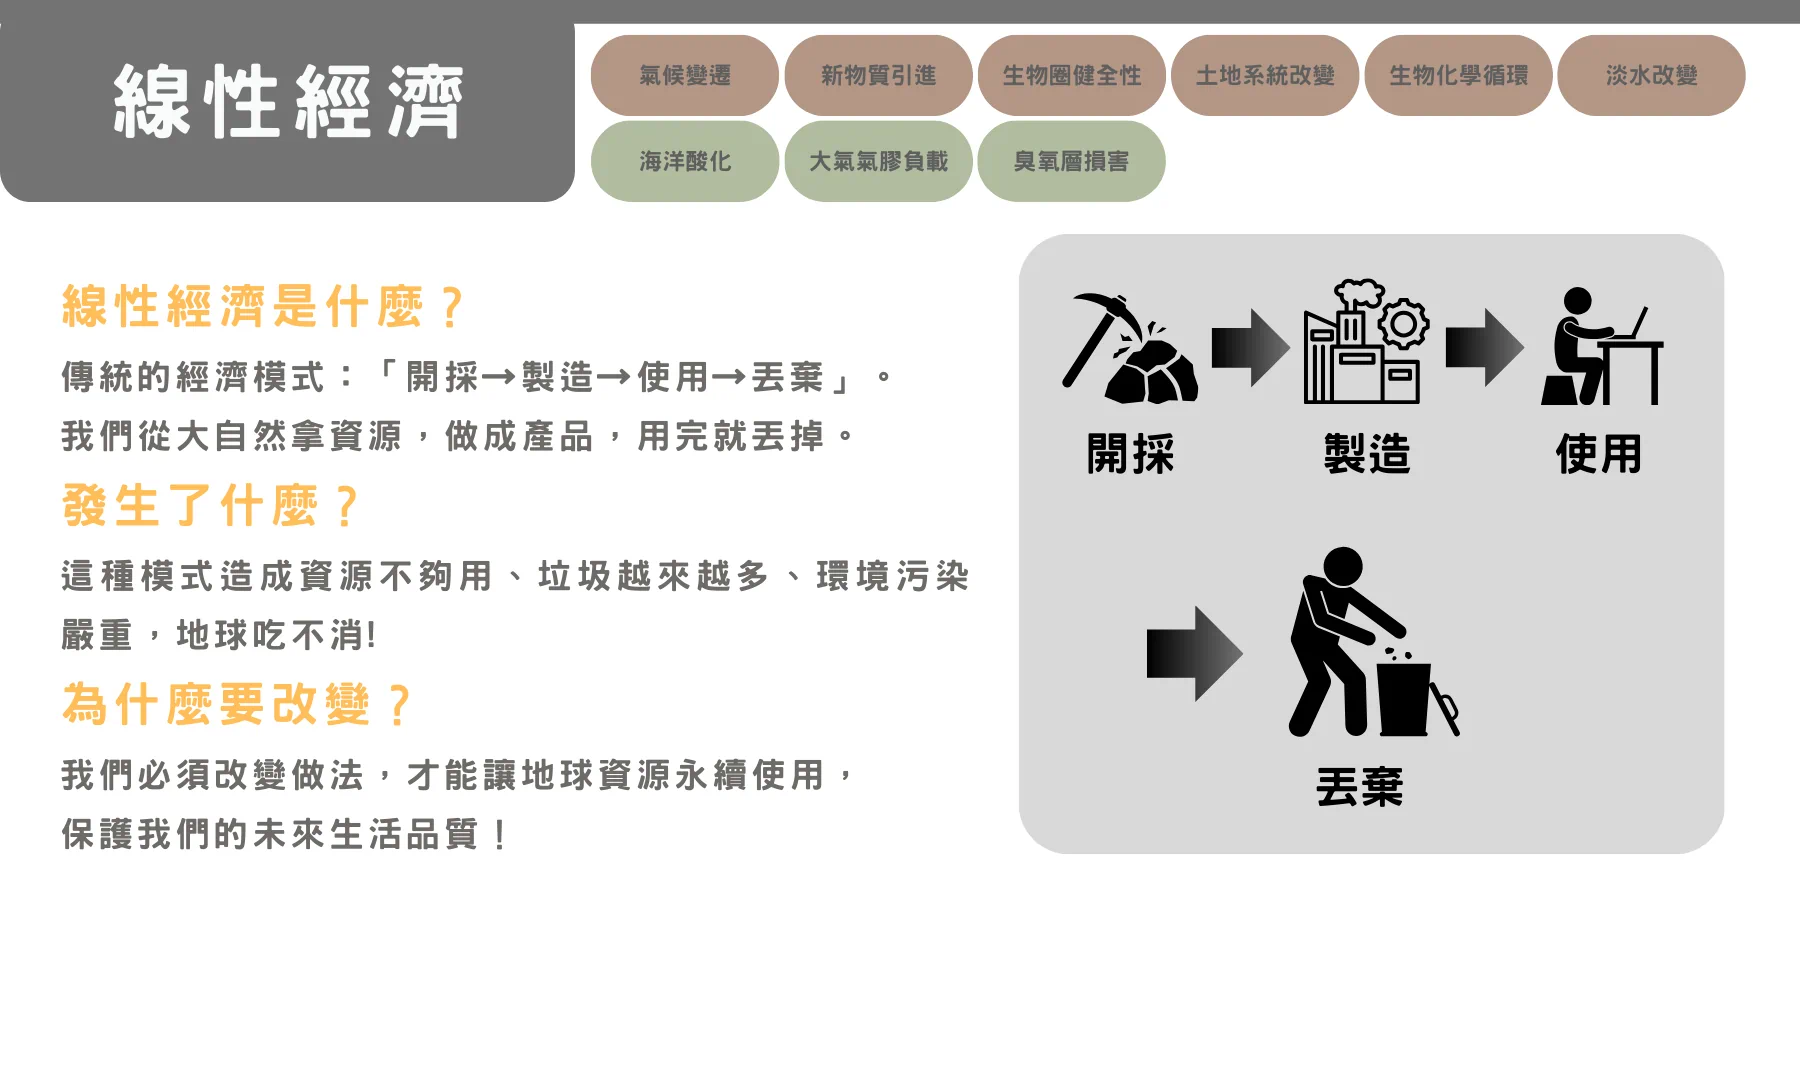 線性經濟
氣候變遷
新物質引進
生物圈健全性
土地系統改變
生物化學循環
淡水改變
海洋酸化
大氣氣膠負載
臭氧層損害
線性經濟是什麼？
傳統的經濟模式：「開採→製造→使用→丟棄」。
我們從大自然拿資源，做成產品，用完就丟掉。
發生了什麼？
這種模式造成資源不夠用、垃圾越來越多、環境污染
嚴重，地球吃不消!
為什麼要改變？
我們必須改變做法，才能讓地球資源永續使用，
保護我們的未來生活品質！
開採
製造
使用
丟棄